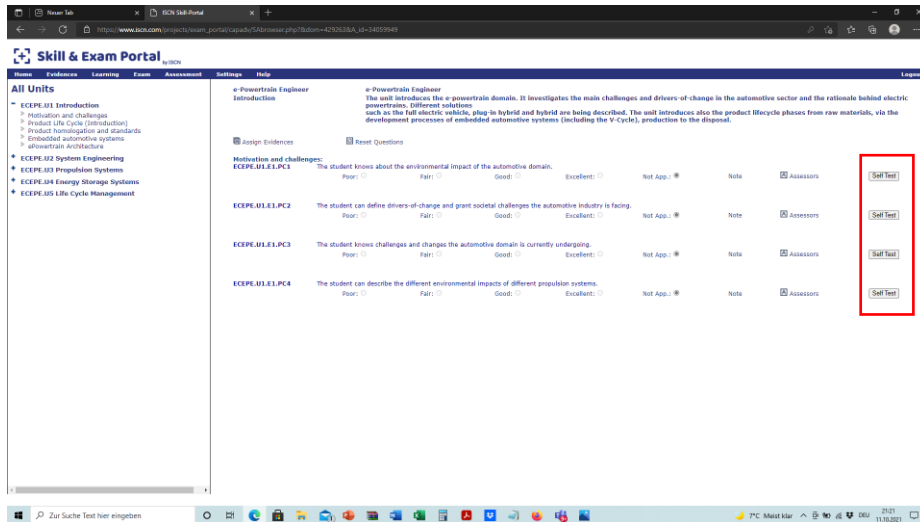 Neuer Tab
ISCN Skill-Portal
https://www.iscn.com/projects/exam_portal/capadv/SAbrowser.php?&dom=429263&A_id=34059949
Skill & Exam Portal by ISCN
Home Evidences Learning Exam Assessment Settings Help Logout
All Units
ECEPE.U1 Introduction
Motivation and challenges
Product Life Cycle (Introduction)
Product homologation and standards
Embedded automotive systems
ePowertrain Architecture
ECEPE.U2 System Engineering
ECEPE.U3 Propulsion Systems
ECEPE.U4 Energy Storage Systems
ECEPE.U5 Life Cycle Management
e-Powertrain Engineer e-Powertrain Engineer
Introduction The unit introduces the e-powertrain domain. It investigates the main challenges and drivers-of-change in the automotive sector and the rationale behind electric
powertrains. Different solutions
such as the full electric vehicle, plug-in hybrid and hybrid are being described. The unit introduces also the product lifecycle phases from raw materials, via the
development processes of embedded automotive systems (including the V-Cycle), production to the disposal.
Assign Evidences Reset Questions
Motivation and challenges:
ECEPE.U1.E1.PC1 The student knows about the environmental impact of the automotive domain.
Poor: Fair: Good: Excellent: Not App.: Note Assessors Self Test
ECEPE.U1.E1.PC2 The student can define drivers-of-change and grant societal challenges the automotive industry is facing.
Poor: Fair: Good: Excellent: Not App.: Note Assessors Self Test
ECEPE.U1.E1.PC3 The student knows challenges and changes the automotive domain is currently undergoing.
Poor: Fair: Good: Excellent: Not App.: Note Assessors Self Test
ECEPE.U1.E1.PC4 The student can describe the different environmental impacts of different propulsion systems.
Poor: Fair: Good: Excellent: Not App.: Note Assessors Self Test
Zur Suche Text hier eingeben
7°C Meist klar DEU 21:21
11.10.2021